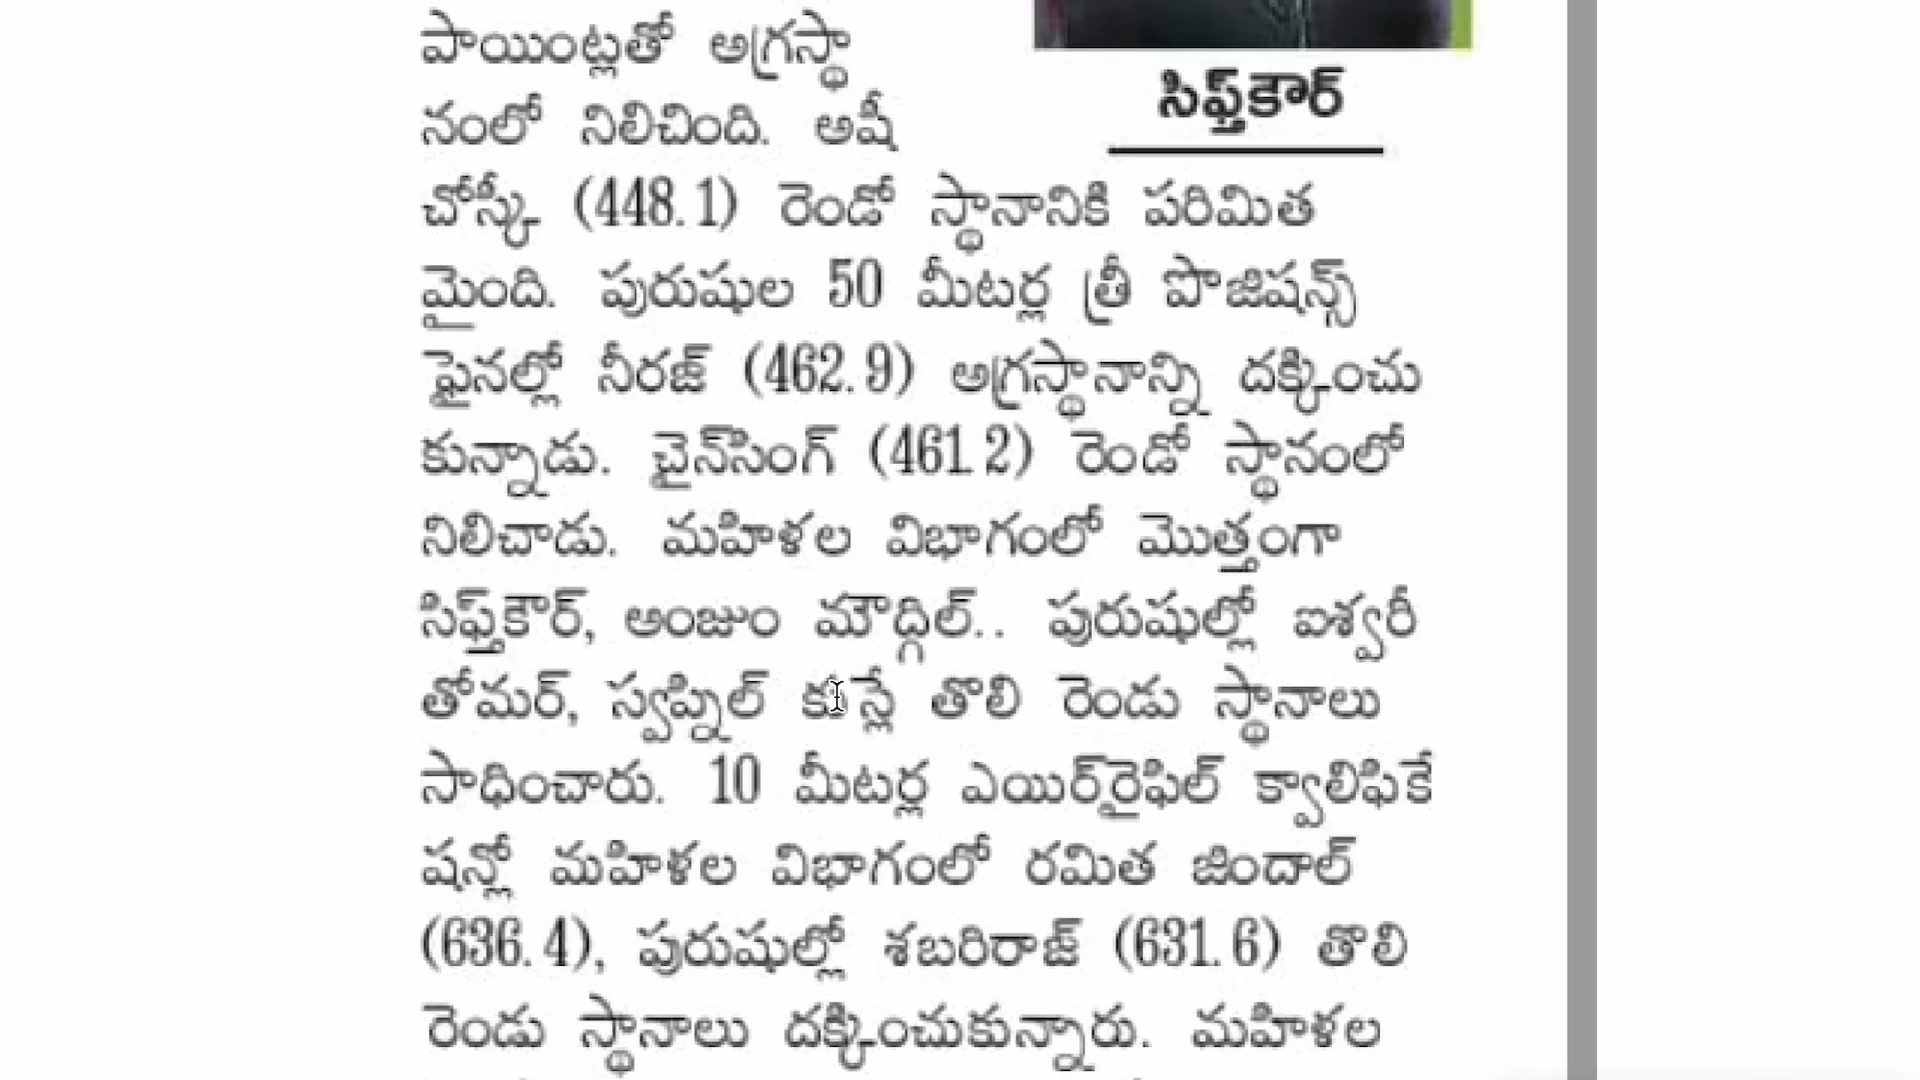 పాయింట్లతో అగ్రస్థా
నంలో నిలిచింది. అషీ
సిఫ్త్‌కౌర్
చోస్కీ (448.1) రెండో స్థానానికి పరిమిత
మైంది. పురుషుల 50 మీటర్ల త్రీ పొజిషన్స్
ఫైనల్లో నీరజ్ (462.9) అగ్రస్థానాన్ని దక్కించు
కున్నాడు. చైన్‌సింగ్ (461.2) రెండో స్థానంలో
నిలిచాడు. మహిళల విభాగంలో మొత్తంగా
సిఫ్త్‌కౌర్, అంజుం మౌద్గిల్.. పురుషుల్లో ఐశ్వరీ
తోమర్, స్వప్నిల్ కుస్లే తొలి రెండు స్థానాలు
సాధించారు. 10 మీటర్ల ఎయిర్‌రైఫిల్ క్వాలిఫికే
షన్లో మహిళల విభాగంలో రమిత జిందాల్
(636.4), పురుషుల్లో శబరిరాజ్ (631.6) తొలి
రెండు స్థానాలు దక్కించుకున్నారు. మహిళల